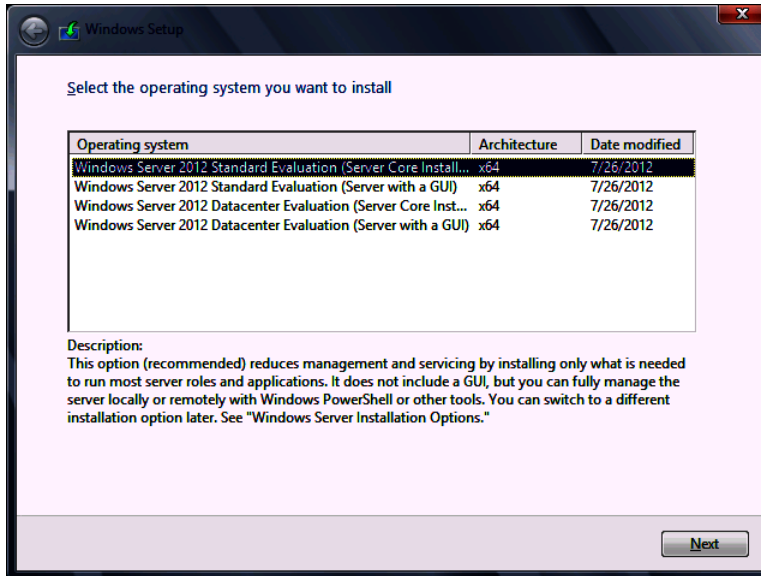 Windows Setup
X
Select the operating system you want to install
Operating system Architecture Date modified
Windows Server 2012 Standard Evaluation (Server Core Install... x64 7/26/2012
Windows Server 2012 Standard Evaluation (Server with a GUI) x64 7/26/2012
Windows Server 2012 Datacenter Evaluation (Server Core Inst... x64 7/26/2012
Windows Server 2012 Datacenter Evaluation (Server with a GUI) x64 7/26/2012
Description:
This option (recommended) reduces management and servicing by installing only what is needed
to run most server roles and applications. It does not include a GUI, but you can fully manage the
server locally or remotely with Windows PowerShell or other tools. You can switch to a different
installation option later. See "Windows Server Installation Options."
Next